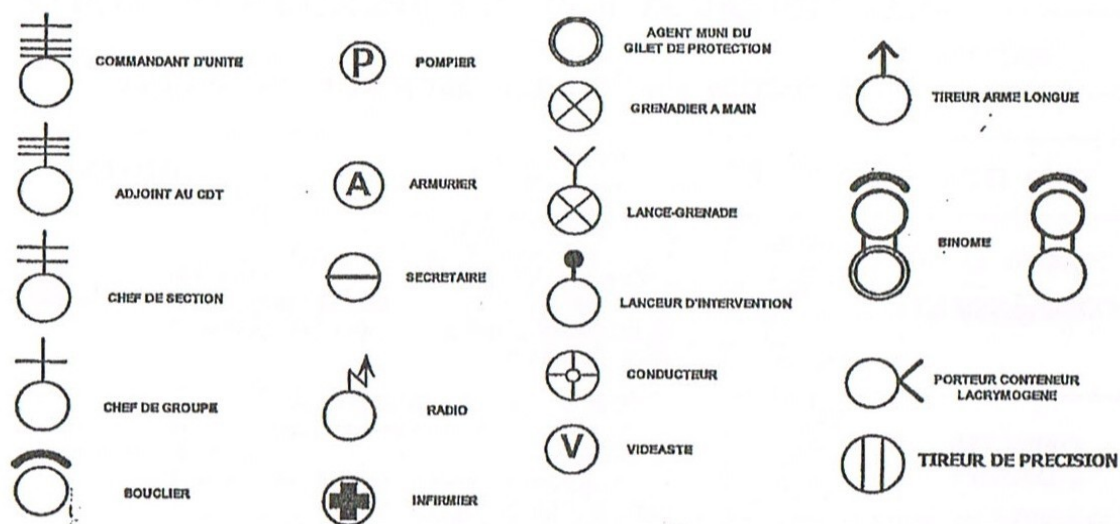 COMMANDANT D'UNITE
ADJOINT AU CDT
CHEF DE SECTION
CHEF DE GROUPE
BOUCLIER
P
POMPIER
A
ARMURIER
SECRETAIRE
RADIO
INFIRMIER
AGENT MUNI DU
GILET DE PROTECTION
GRENADIER A MAIN
LANCE-GRENADE
LANCEUR D'INTERVENTION
CONDUCTEUR
V
VIDEASTE
TIREUR ARME LONGUE
BINOME
PORTEUR CONTENEUR
LACRYMOGENE
TIREUR DE PRECISION